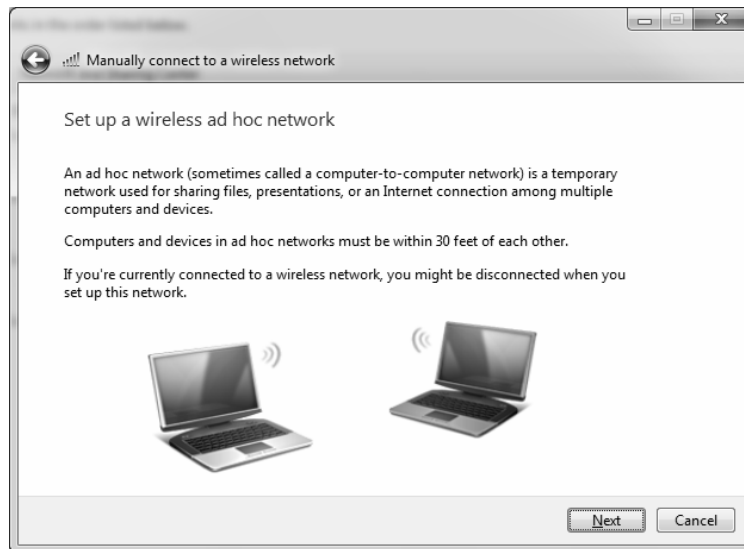 Manually connect to a wireless network
Set up a wireless ad hoc network
An ad hoc network (sometimes called a computer-to-computer network) is a temporary
network used for sharing files, presentations, or an Internet connection among multiple
computers and devices.
Computers and devices in ad hoc networks must be within 30 feet of each other.
If you're currently connected to a wireless network, you might be disconnected when you
set up this network.
Next Cancel